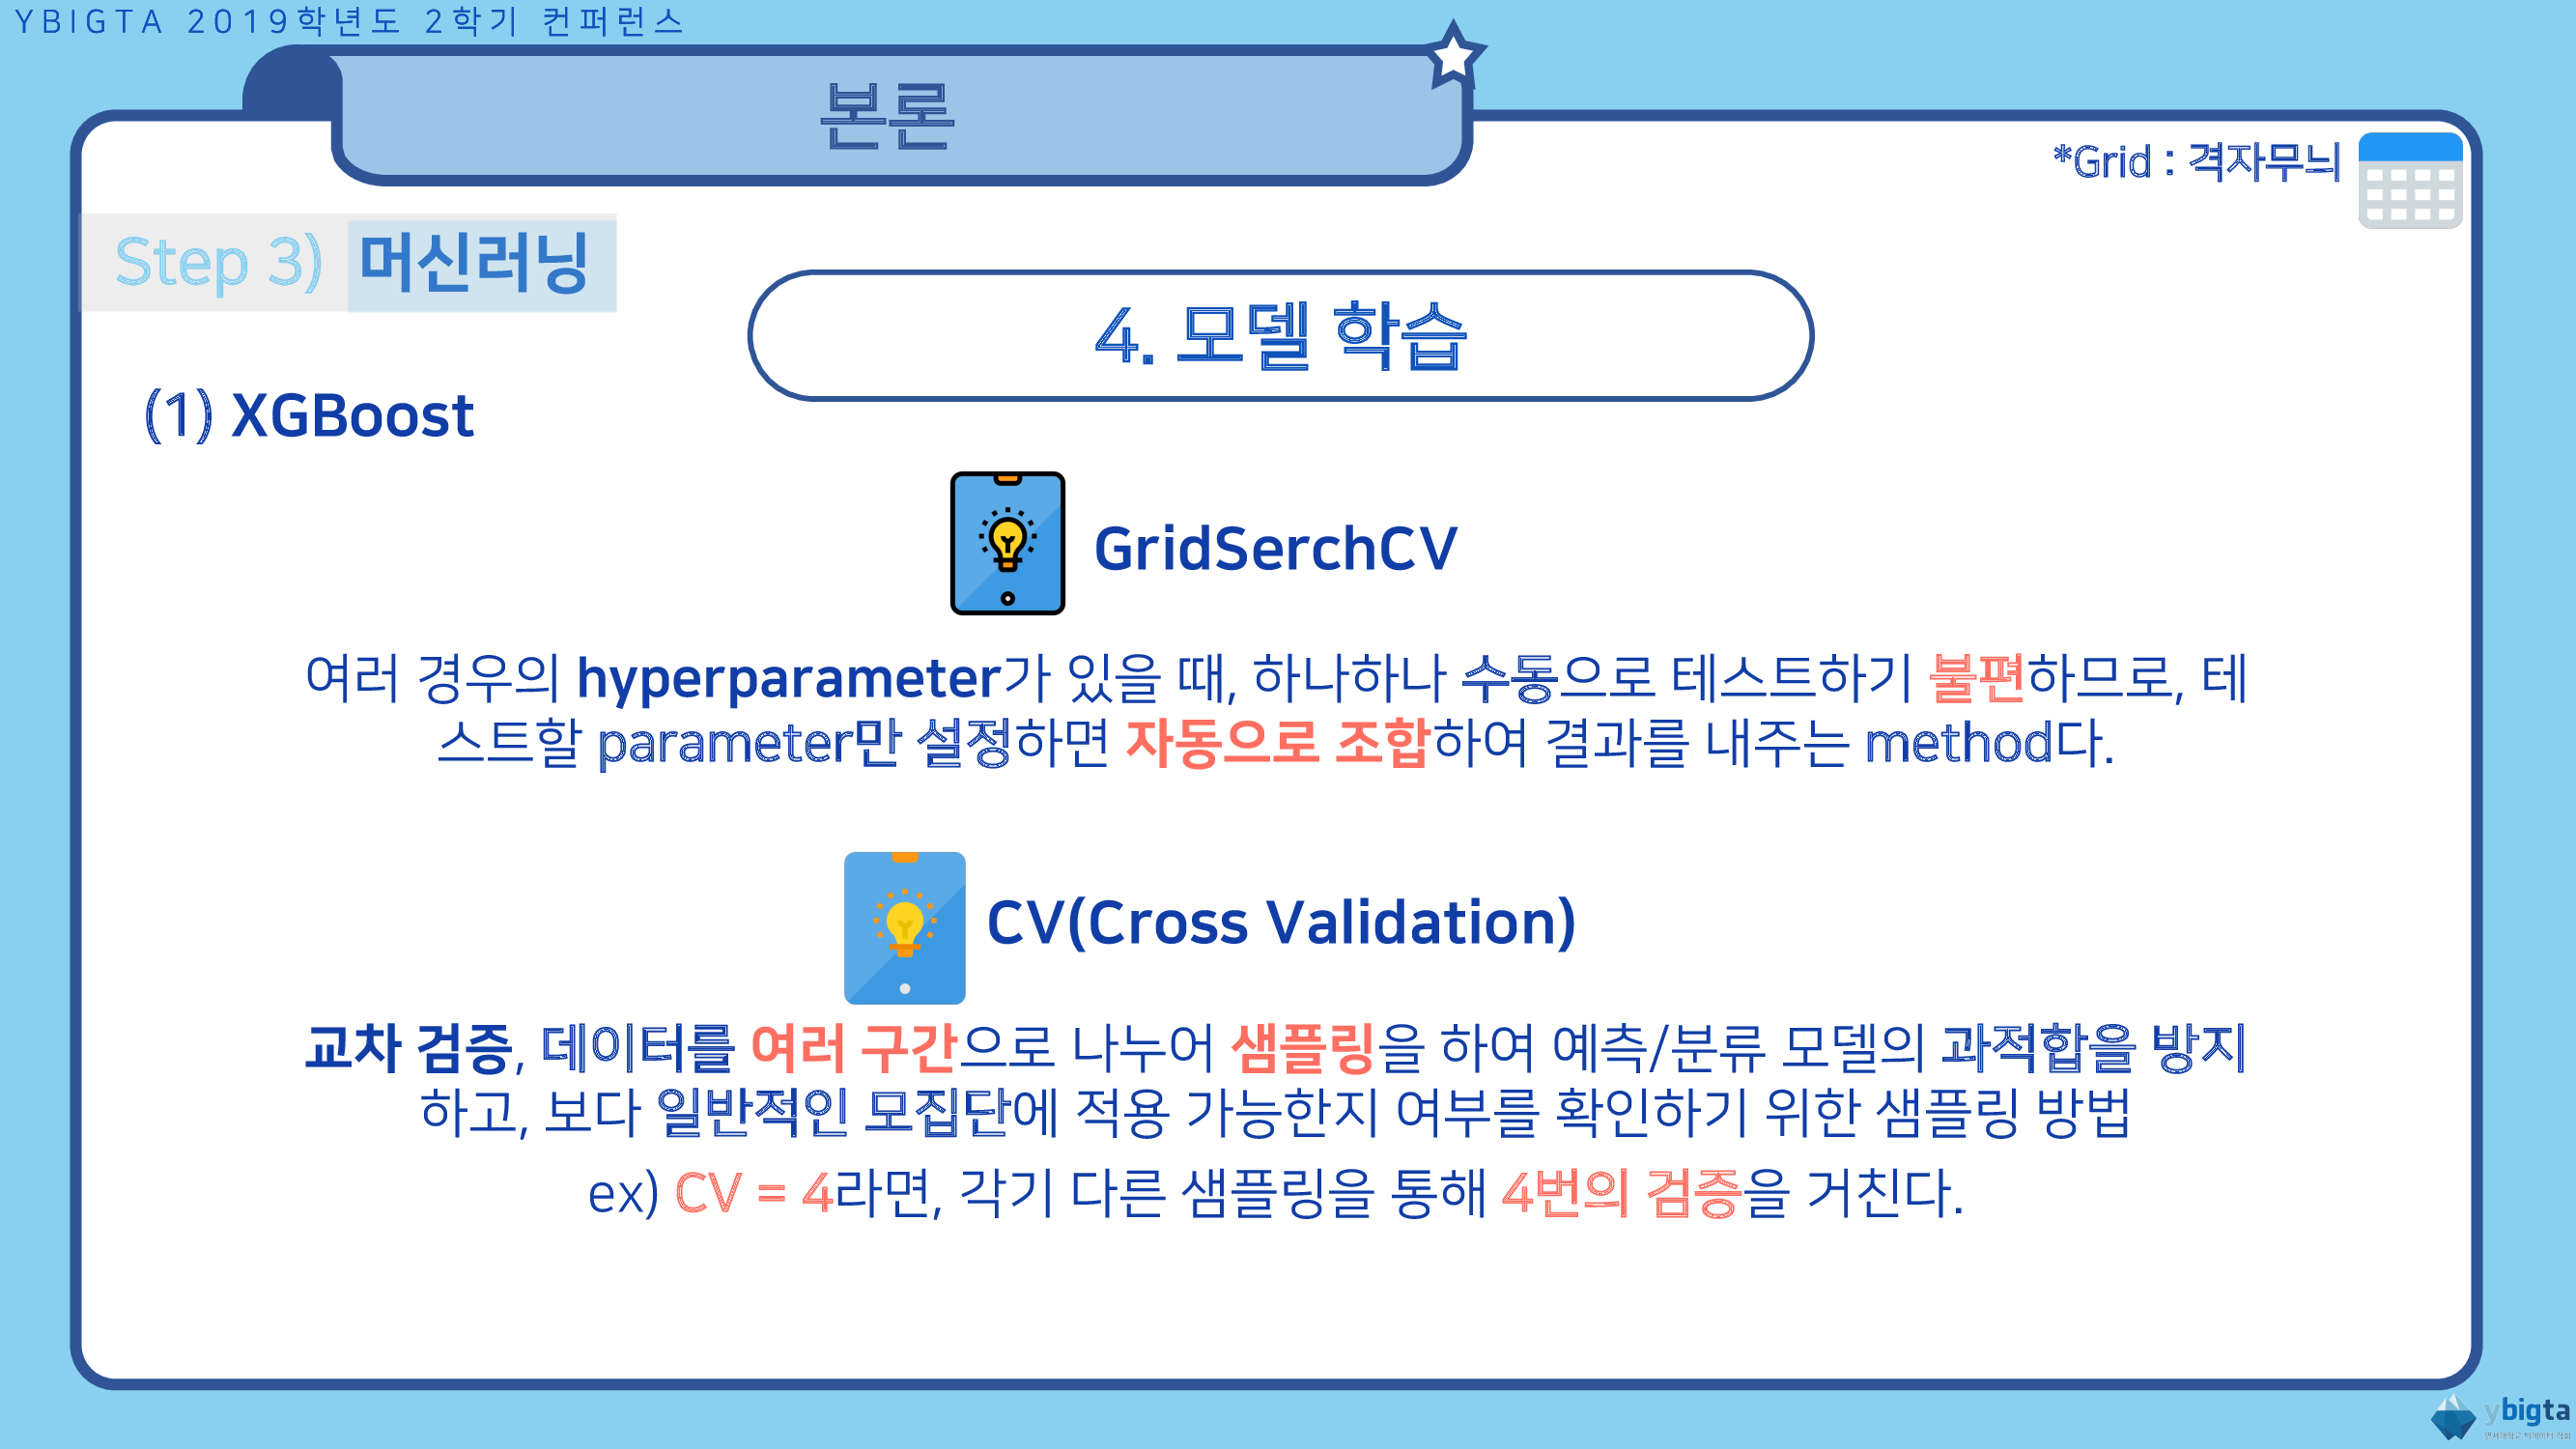 YBIGTA 2019학년도 2학기 컨퍼런스
본론
*Grid : 격자무늬
Step 3) 머신러닝
4. 모델 학습
(1) XGBoost
GridSerchCV
여러 경우의 hyperparameter가 있을 때, 하나하나 수동으로 테스트하기 불편하므로, 테
스트할 parameter만 설정하면 자동으로 조합하여 결과를 내주는 method다.
CV(Cross Validation)
교차 검증, 데이터를 여러 구간으로 나누어 샘플링을 하여 예측/분류 모델의 과적합을 방지
하고, 보다 일반적인 모집단에 적용 가능한지 여부를 확인하기 위한 샘플링 방법
ex) CV = 4라면, 각기 다른 샘플링을 통해 4번의 검증을 거친다.
ybigta
연세대학교 빅데이터 학회